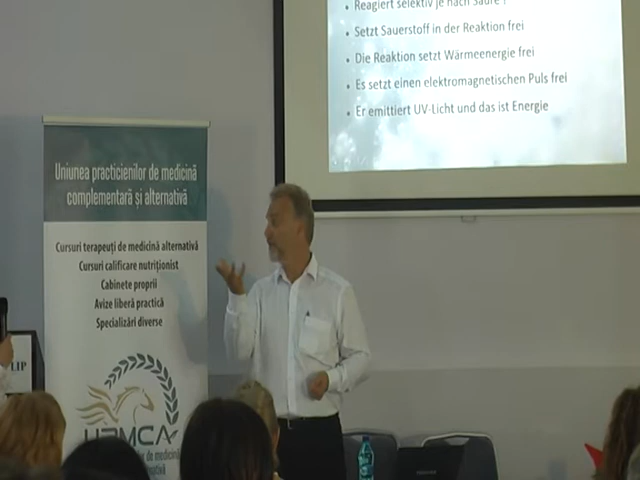 Reagiert selektiv je nach Säure !
• Setzt Sauerstoff in der Reaktion frei
• Die Reaktion setzt Wärmeenergie frei
• Es setzt einen elektromagnetischen Puls frei
• Er emittiert UV-Licht und das ist Energie
Uniunea practicienilor de medicină
complementară și alternativă
Cursuri terapeuți de medicină alternativă
Cursuri calificare nutriționist
Cabinete proprii
Avize liberă practică
Specializări diverse
LIP